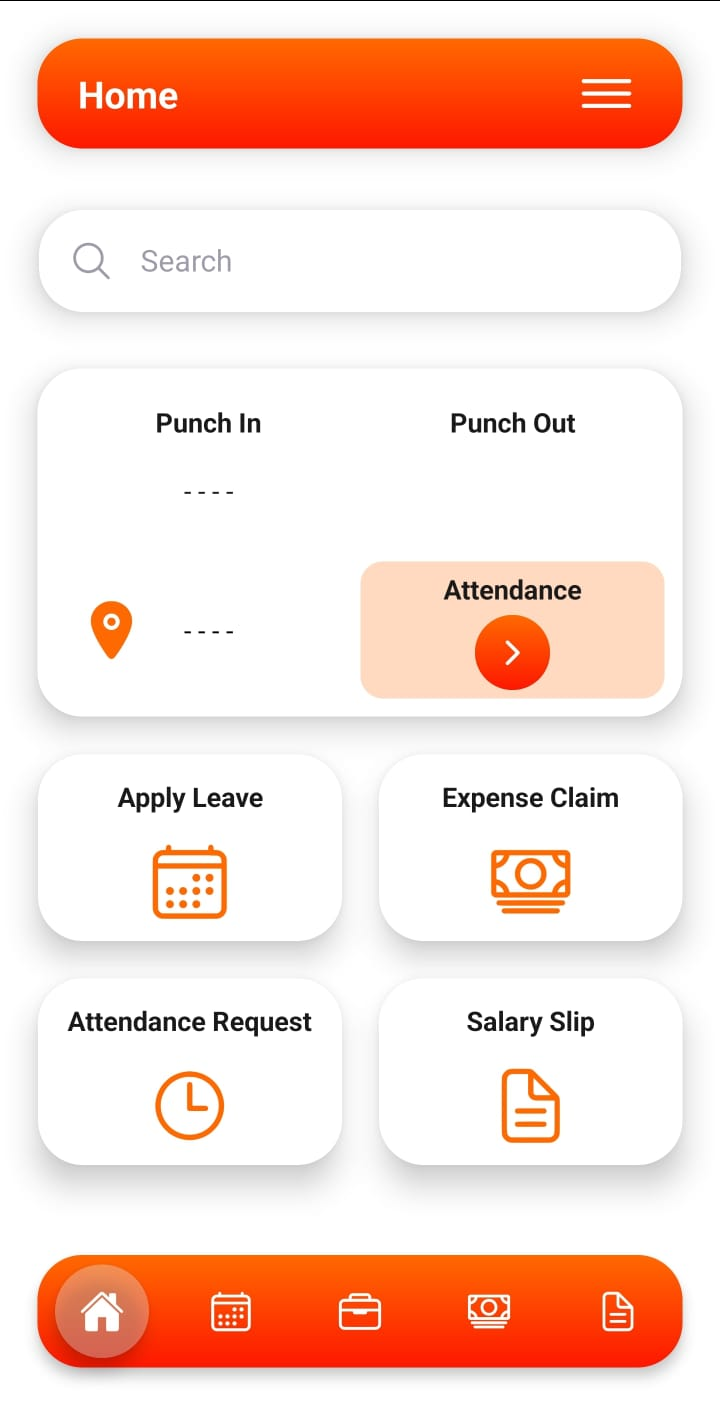 Home
Search
Punch In
Punch Out
- - - -
- - - -
Attendance
Apply Leave
Expense Claim
Attendance Request
Salary Slip